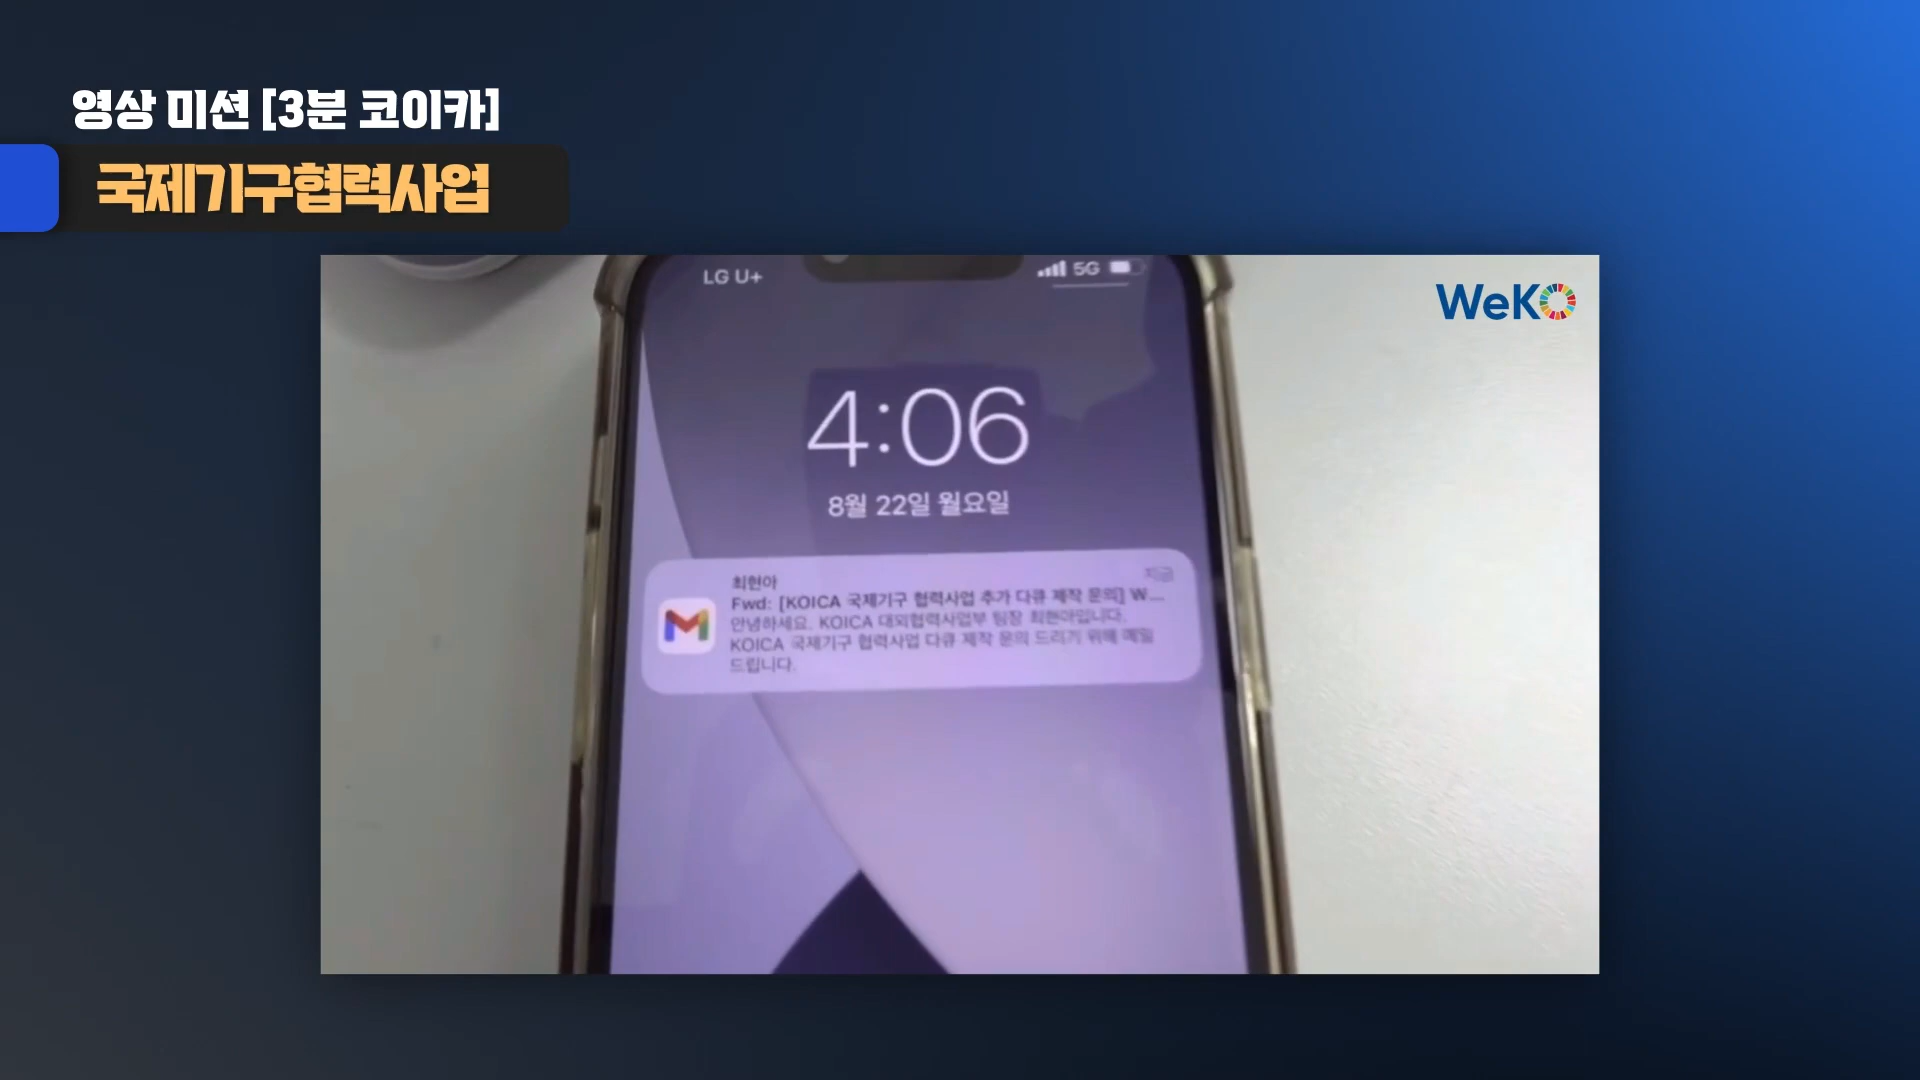 영상 미션 [3분 코이카]
국제기구협력사업
WeKO
LG U+
5G
4:06
8월 22일 월요일
최현아
지금
Fwd: [KOICA 국제기구 협력사업 추가 다큐 제작 문의] W...
안녕하세요. KOICA 대외협력사업부 팀장 최현아입니다.
KOICA 국제기구 협력사업 다큐 제작 문의 드리기 위해 메일
드립니다.